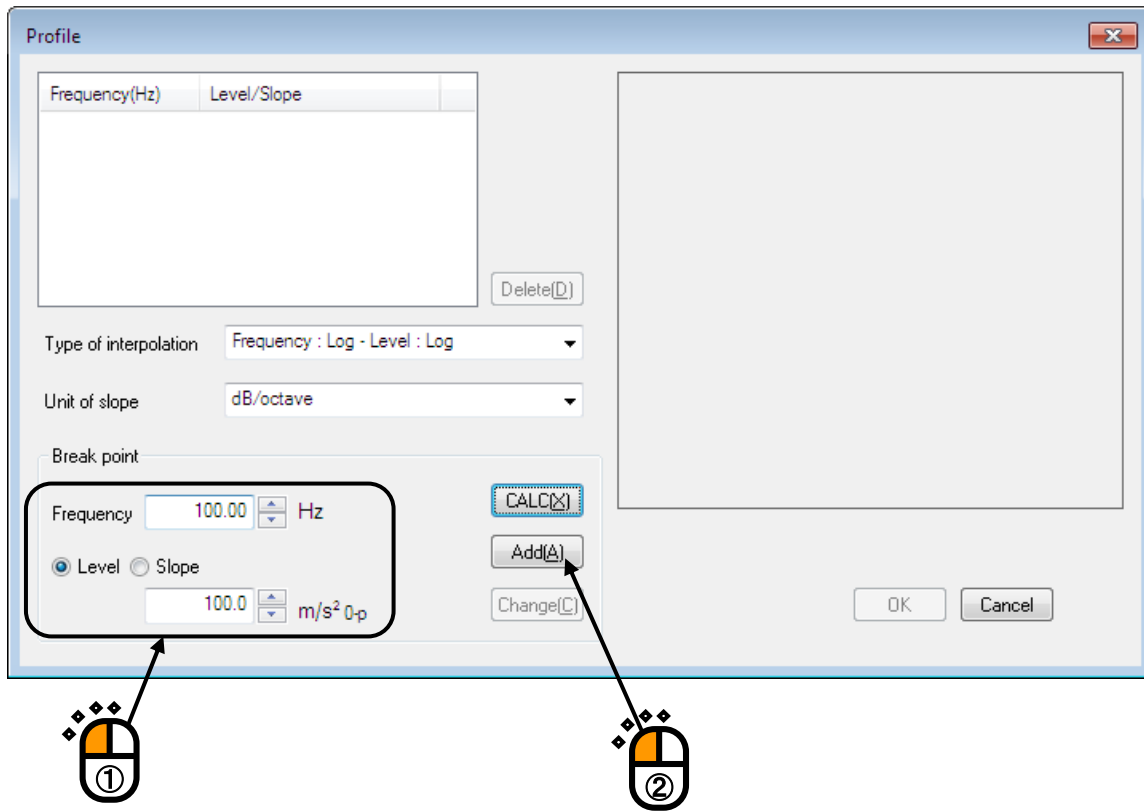 Profile
Frequency(Hz) Level/Slope
Delete(D)
Type of interpolation Frequency : Log - Level : Log
Unit of slope dB/octave
Break point
Frequency 100.00 Hz
CALC(X)
Level Slope
Add(A)
100.0 m/s² 0-p
Change(C)
OK Cancel
① ②